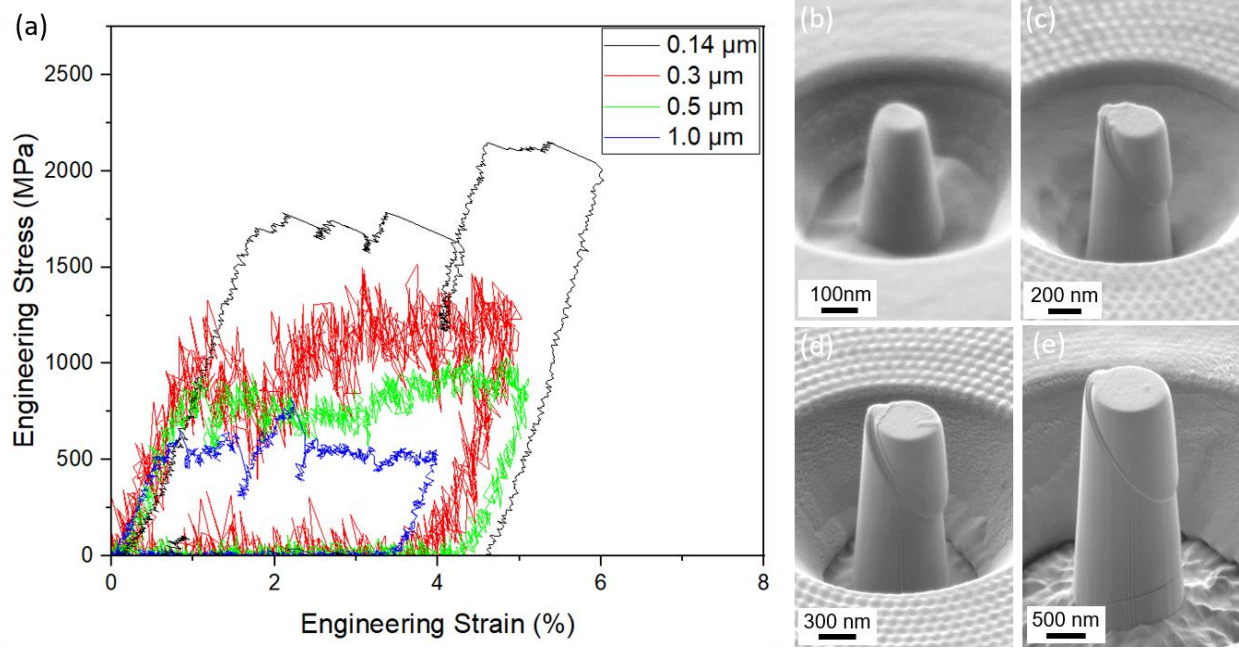 (a)
2500
2000
1500
1000
500
0
0
2
4
6
8
Engineering Stress (MPa)
Engineering Strain (%)
0.14 µm
0.3 µm
0.5 µm
1.0 µm
(b)
100nm
(c)
200 nm
(d)
300 nm
(e)
500 nm